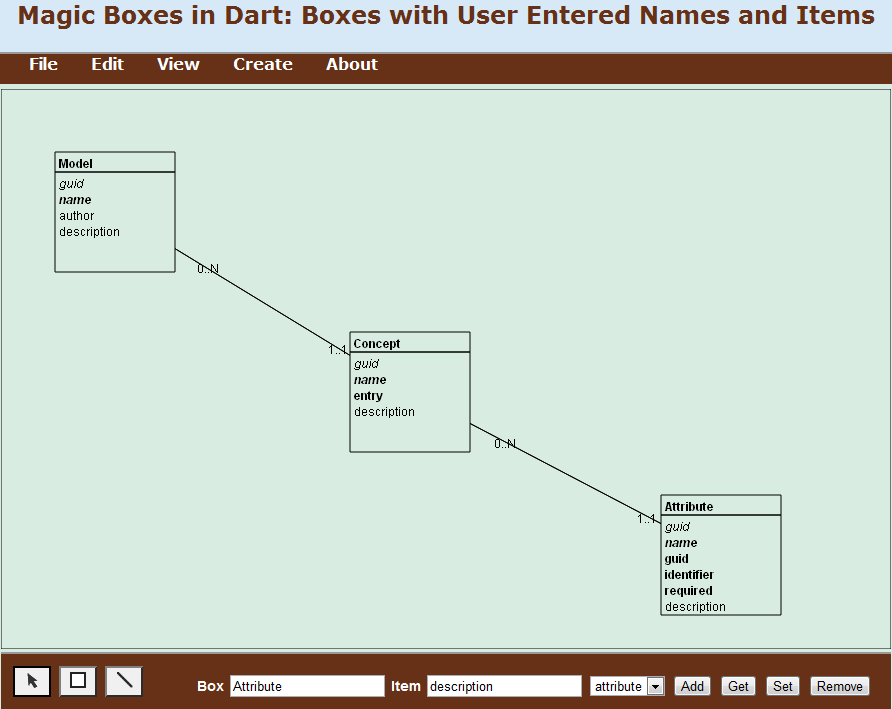 Magic Boxes in Dart: Boxes with User Entered Names and Items
File Edit View Create About
Model
guid
name
author
description
0..N
1..1
Concept
guid
name
entry
description
0..N
1..1
Attribute
guid
name
guid
identifier
required
description
Box Attribute Item description attribute Add Get Set Remove